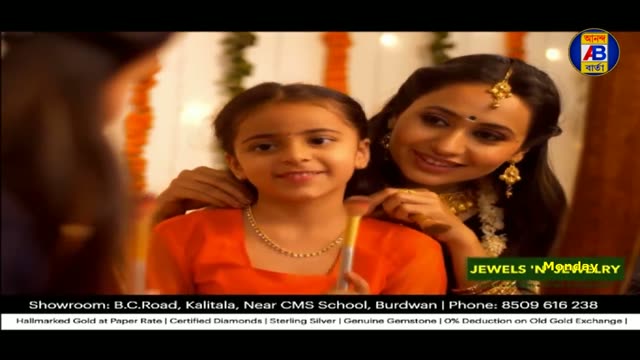 আনন্দ
AB
বার্তা
JEWELS 'N' JEWELRY
Monday
Showroom: B.C.Road, Kalitala, Near CMS School, Burdwan | Phone: 8509 616 238
Hallmarked Gold at Paper Rate | Certified Diamonds | Sterling Silver | Genuine Gemstone | 0% Deduction on Old Gold Exchange |